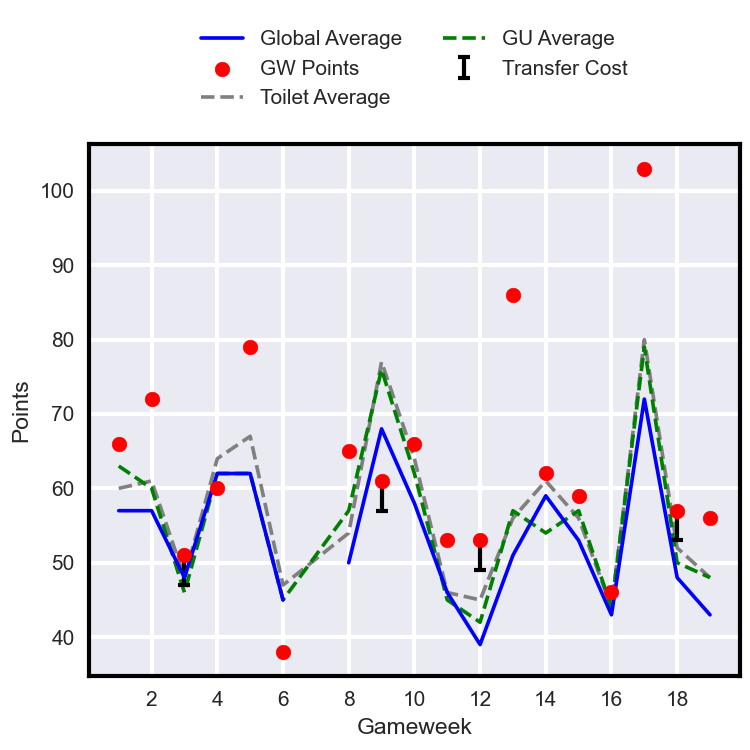 Global Average
GW Points
Toilet Average
GU Average
Transfer Cost
100
90
80
70
60
50
40
Points
2 4 6 8 10 12 14 16 18
Gameweek